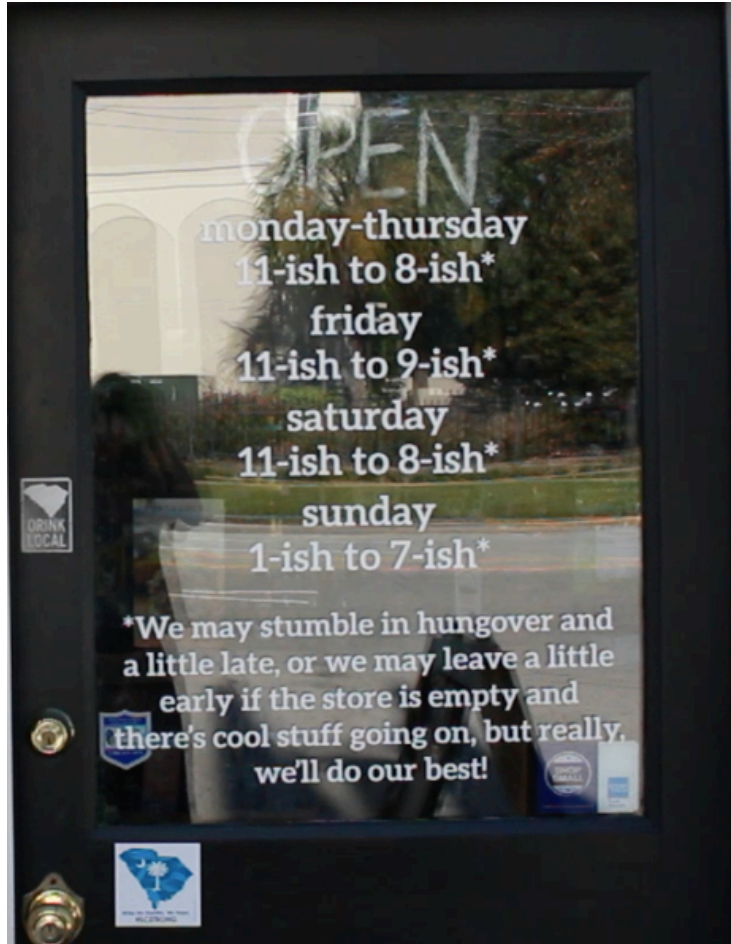 OPEN
monday-thursday
11-ish to 8-ish*
friday
11-ish to 9-ish*
saturday
11-ish to 8-ish*
sunday
1-ish to 7-ish*
DRINK
LOCAL
*We may stumble in hungover and
a little late, or we may leave a little
early if the store is empty and
there's cool stuff going on, but really,
we'll do our best!
SHOP
SMALL